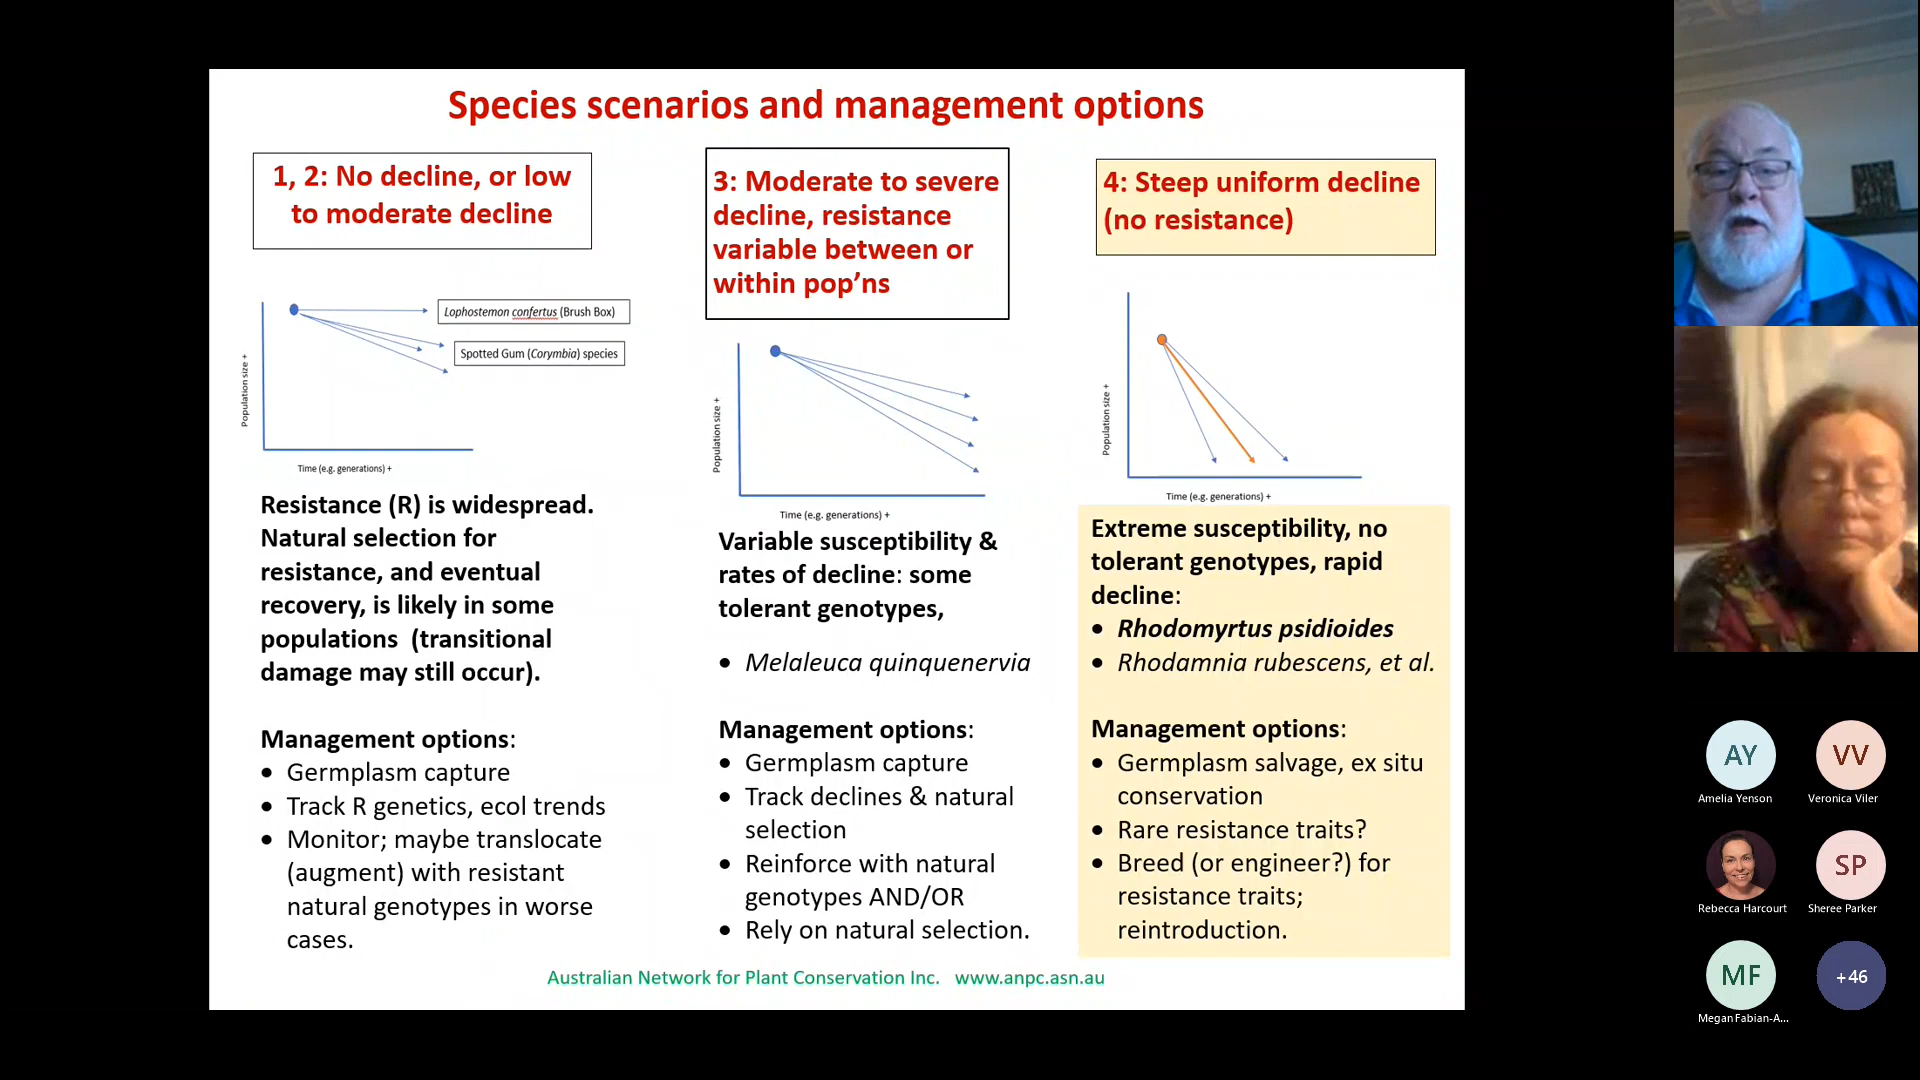 Species scenarios and management options
1, 2: No decline, or low
to moderate decline
Population size +
Lophostemon confertus (Brush Box)
Spotted Gum (Corymbia) species
Time (e.g. generations) +
Resistance (R) is widespread.
Natural selection for
resistance, and eventual
recovery, is likely in some
populations (transitional
damage may still occur).
Management options:
• Germplasm capture
• Track R genetics, ecol trends
• Monitor; maybe translocate
(augment) with resistant
natural genotypes in worse
cases.
3: Moderate to severe
decline, resistance
variable between or
within pop’ns
Population size +
Time (e.g. generations) +
Variable susceptibility &
rates of decline: some
tolerant genotypes,
• Melaleuca quinquenervia
Management options:
• Germplasm capture
• Track declines & natural
selection
• Reinforce with natural
genotypes AND/OR
• Rely on natural selection.
4: Steep uniform decline
(no resistance)
Population size +
Time (e.g. generations) +
Extreme susceptibility, no
tolerant genotypes, rapid
decline:
• Rhodomyrtus psidioides
• Rhodamnia rubescens, et al.
Management options:
• Germplasm salvage, ex situ
conservation
• Rare resistance traits?
• Breed (or engineer?) for
resistance traits;
reintroduction.
Australian Network for Plant Conservation Inc. www.anpc.asn.au
AY
Amelia Yenson
VV
Veronica Viler
Rebecca Harcourt
SP
Sheree Parker
MF
Megan Fabian-A...
+46